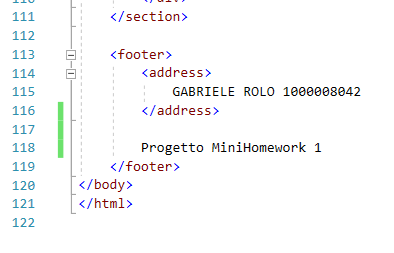 110 </div>
111 </section>
112
113 <footer>
114 <address>
115 GABRIELE ROLO 1000008042
116 </address>
117
118 Progetto MiniHomework 1
119 </footer>
120 </body>
121 </html>
122